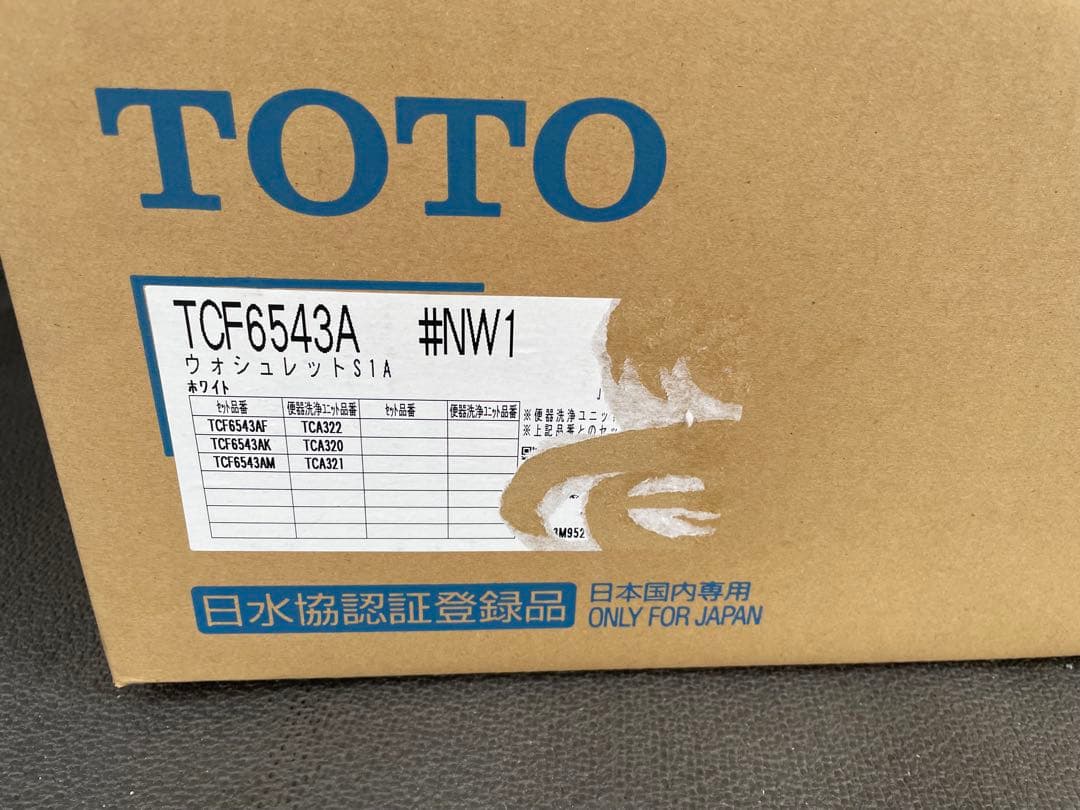 TOTO
TCF6543A #NW1
ウォシュレットS1A
ホワイト
セット品番 便器洗浄ユニット品番 セット品番 便器洗浄ユニット品番
TCF6543AF TCA322
TCF6543AK TCA320
TCF6543AM TCA321
※便器洗浄ユニッ
※上記品番とのセッ
M952
日水協認証登録品
日本国内専用
ONLY FOR JAPAN